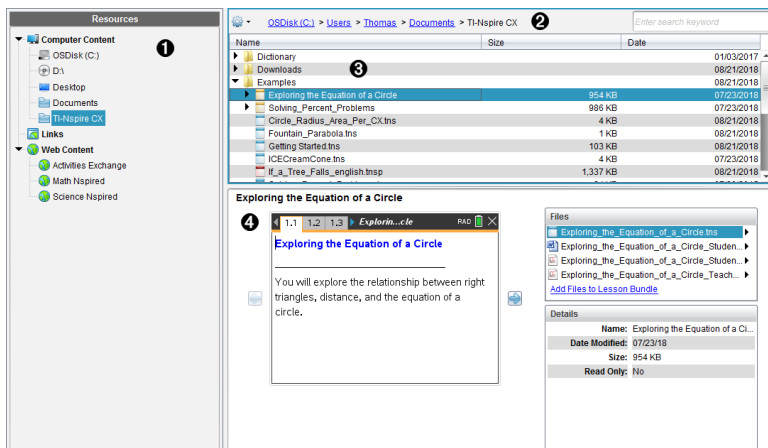 Resources
Computer Content
❶
OSDisk (C:)
D:\
Desktop
Documents
TI-Nspire CX
Links
Web Content
Activities Exchange
Math Nspired
Science Nspired
OSDisk (C:) > Users > Thomas > Documents > TI-Nspire CX ❷ Enter search keyword
Name Size Date
Dictionary 01/03/2017
Downloads ❸ 08/21/2018
Examples 08/21/2018
Exploring the Equation of a Circle 954 KB 07/23/2018
Solving_Percent_Problems 986 KB 07/23/2018
Circle_Radius_Area_Per_CX.tns 4 KB 08/21/2018
Fountain_Parabola.tns 1 KB 08/21/2018
Getting Started.tns 103 KB 08/21/2018
ICECreamCone.tns 4 KB 07/23/2018
If_a_Tree_Falls_english.tnsp 1,337 KB 08/21/2018
Exploring the Equation of a Circle
❹ 1.1 1.2 1.3 Explorin...cle RAD
Exploring the Equation of a Circle
You will explore the relationship between right
triangles, distance, and the equation of a
circle.
Files
Exploring_the_Equation_of_a_Circle.tns
Exploring_the_Equation_of_a_Circle_Studen...
Exploring_the_Equation_of_a_Circle_Studen...
Exploring_the_Equation_of_a_Circle_Teach...
Add Files to Lesson Bundle
Details
Name: Exploring the Equation of a Ci...
Date Modified: 07/23/18
Size: 954 KB
Read Only: No